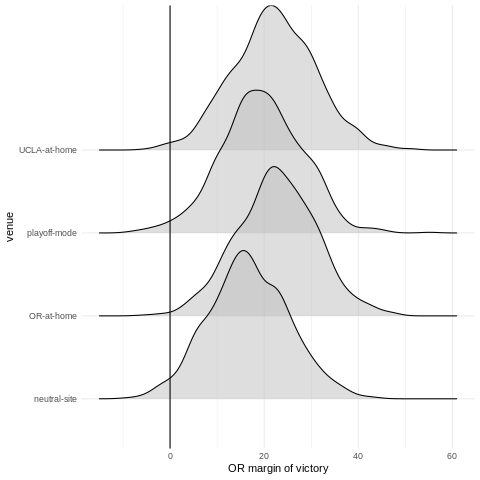 UCLA-at-home
playoff-mode
OR-at-home
neutral-site
venue
0 20 40 60
OR margin of victory